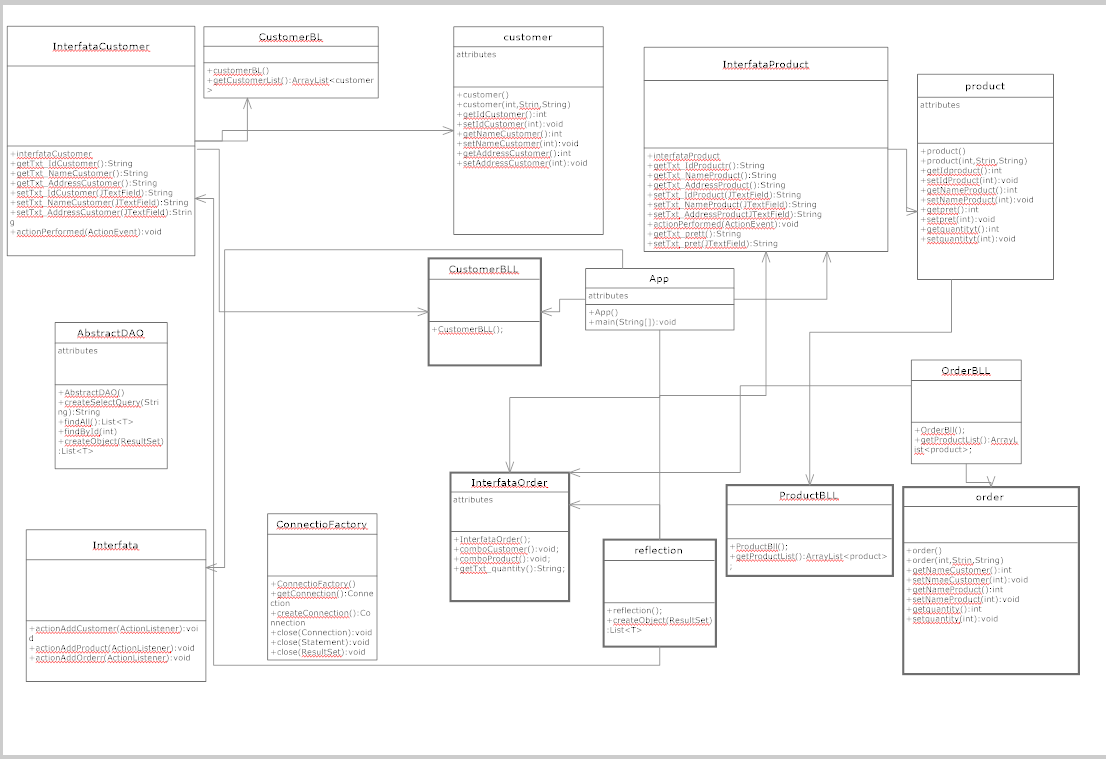 InterfataCustomer
+interfataCustomer
getTxt_IdCustomer():String
+getTxt_NameCustomer():String
+getTxt_AddressCustomer():String
+setTxt_IdCustomer(JTextField):String
+setTxt_NameCustomer(JTextField):String
+setTxt_AddressCustomer(JTextField):Strin
g
+actionPerformed(ActionEvent):void
CustomerBL
+customerBL()
+getCustomerList():ArrayList<customer
>
customer
attributes
+customer()
+customer(int,Strin,String)
+getIdCustomer():int
+setIdCustomer(int):void
+getNameCustomer():int
+setNameCustomer(int):void
+getAddressCustomer():int
+setAddressCustomer(int):void
InterfataProduct
+interfataProduct
getTxt_IdProductr():String
+getTxt_NameProduct():String
+getTxt_AddressProduct():String
+setTxt_IdProduct(JTextField):String
+setTxt_NameProduct(JTextField):String
+setTxt_AddressProductJTextField):String
+actionPerformed(ActionEvent):void
+getTxt_prett():String
+setTxt_pret(JTextField):String
product
attributes
+product()
+product(int,Strin,String)
+getIdproduct():int
+setIdProduct(int):void
+getNameProduct():int
+setNameProduct(int):void
+getpret():int
+setpret(int):void
+getquantityt():int
+setquantityt(int):void
CustomerBLL
+CustomerBLL();
App
attributes
+App()
+main(String[]):void
AbstractDAO
attributes
+AbstractDAO()
+createSelectQuery(Stri
ng):String
+findAll():List<T>
+findById(int)
+createObject(ResultSet)
:List<T>
OrderBLL
+OrderBll();
+getProductList():ArrayL
ist<product>;
InterfataOrder
attributes
+InterfataOrder();
+comboCustomer():void;
+comboProduct():void;
+getTxt_quantity():String;
ProductBLL
+ProductBll();
+getProductList():ArrayList<product>
;
order
+order()
+order(int,Strin,String)
+getNameCustomer():int
+setNmaeCustomer(int):void
+getNameProduct():int
+setNameProduct(int):void
+getquantity():int
+setquantity(int):void
Interfata
+actionAddCustomer(ActionListener):voi
d
+actionAddProduct(ActionListener):void
+actionAddOrderr(ActionListener):void
ConnectioFactory
+ConnectioFactory()
+getConnection():Conne
ction
+createConnection():Co
nnection
+close(Connection):void
+close(Statement):void
+close(ResultSet):void
reflection
+reflection();
+createObject(ResultSet)
:List<T>